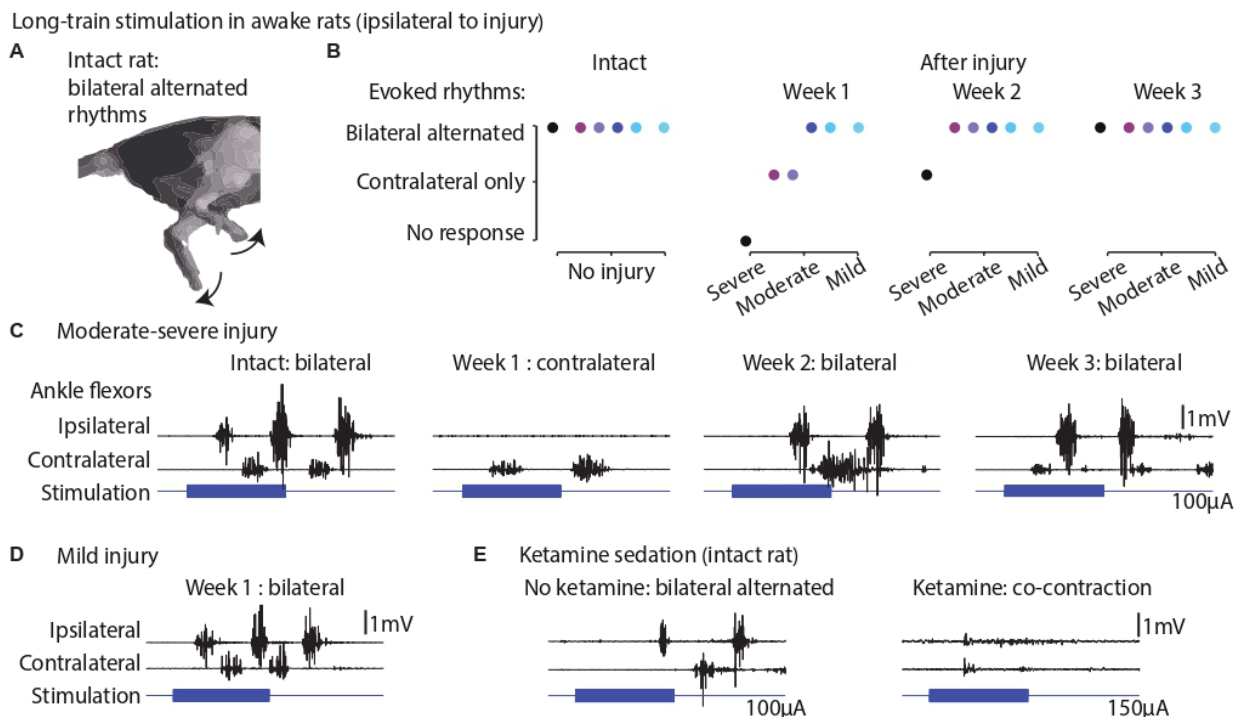 Long-train stimulation in awake rats (ipsilateral to injury)
A
Intact rat:
bilateral alternated
rhythms
B
Intact
After injury
Evoked rhythms:
Week 1
Week 2
Week 3
Bilateral alternated
Contralateral only
No response
No injury
Severe
Moderate
Mild
Severe
Moderate
Mild
Severe
Moderate
Mild
C Moderate-severe injury
Intact: bilateral
Week 1 : contralateral
Week 2: bilateral
Week 3: bilateral
Ankle flexors
Ipsilateral
1mV
Contralateral
Stimulation
100µA
D Mild injury
Week 1 : bilateral
Ipsilateral
1mV
Contralateral
Stimulation
E Ketamine sedation (intact rat)
No ketamine: bilateral alternated
Ketamine: co-contraction
1mV
100µA
150µA